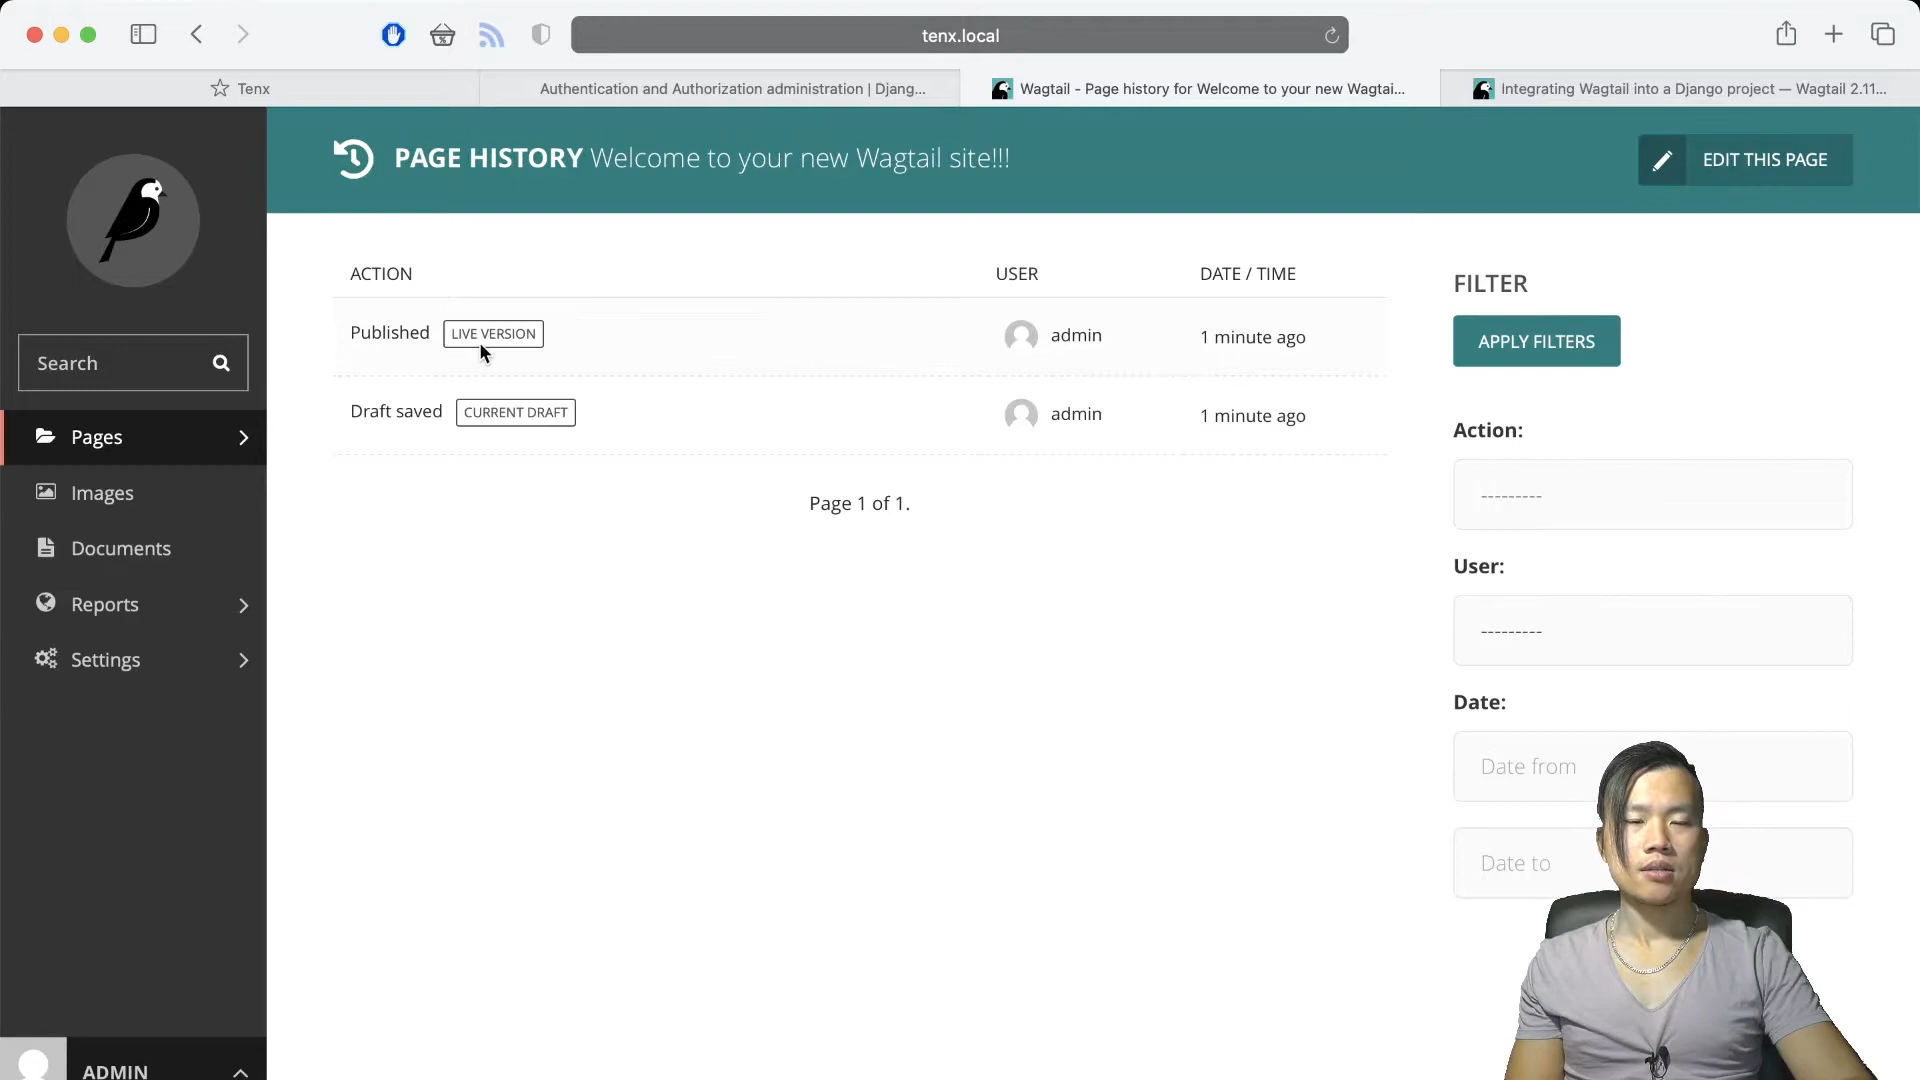 tenx.local
Tenx
Authentication and Authorization administration | Djang...
Wagtail - Page history for Welcome to your new Wagtai...
Integrating Wagtail into a Django project — Wagtail 2.11...
PAGE HISTORY Welcome to your new Wagtail site!!!
EDIT THIS PAGE
Search
Pages
Images
Documents
Reports
Settings
ADMIN
ACTION USER DATE / TIME
Published LIVE VERSION admin 1 minute ago
Draft saved CURRENT DRAFT admin 1 minute ago
Page 1 of 1.
FILTER
APPLY FILTERS
Action:
---------
User:
---------
Date:
Date from
Date to